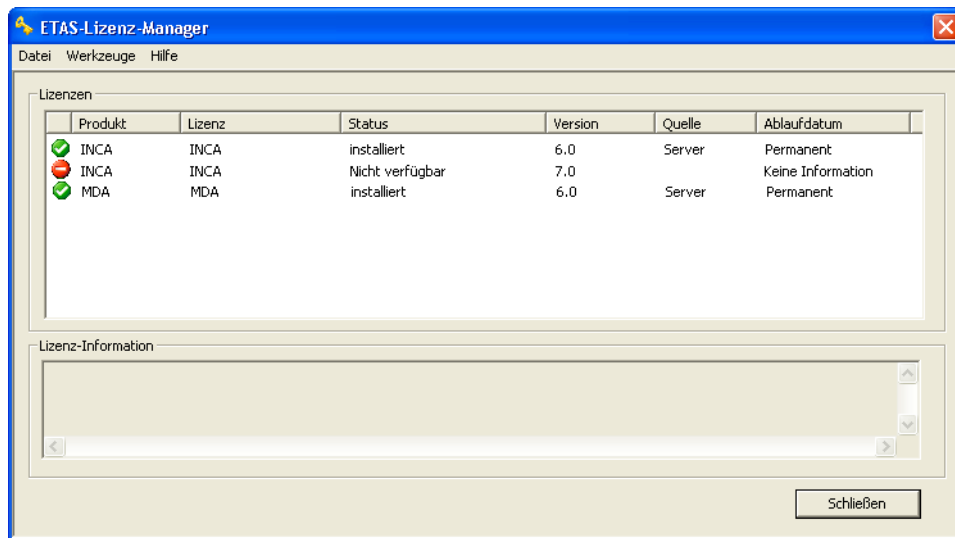 ETAS-Lizenz-Manager
Datei Werkzeuge Hilfe
Lizenzen
Produkt Lizenz Status Version Quelle Ablaufdatum
INCA INCA installiert 6.0 Server Permanent
INCA INCA Nicht verfügbar 7.0 Keine Information
MDA MDA installiert 6.0 Server Permanent
Lizenz-Information
Schließen